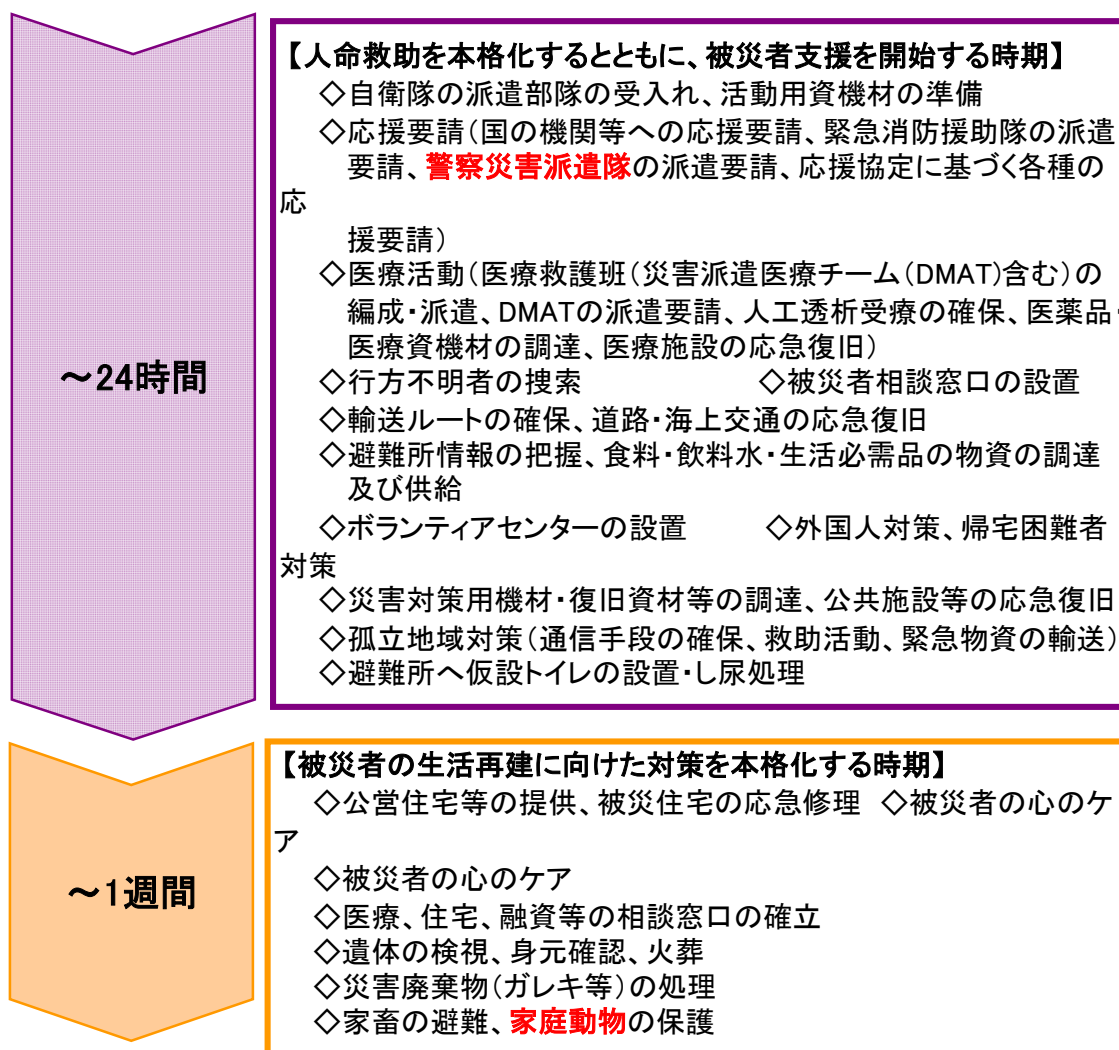 ～24時間
【人命救助を本格化するとともに、被災者支援を開始する時期】
◇自衛隊の派遣部隊の受入れ、活動用資機材の準備
◇応援要請（国の機関等への応援要請、緊急消防援助隊の派遣
要請、警察災害派遣隊の派遣要請、応援協定に基づく各種の
応
援要請）
◇医療活動（医療救護班（災害派遣医療チーム（DMAT)含む）の
編成・派遣、DMATの派遣要請、人工透析受療の確保、医薬品・
医療資機材の調達、医療施設の応急復旧）
◇行方不明者の捜索　◇被災者相談窓口の設置
◇輸送ルートの確保、道路・海上交通の応急復旧
◇避難所情報の把握、食料・飲料水・生活必需品の物資の調達
及び供給
◇ボランティアセンターの設置　◇外国人対策、帰宅困難者
対策
◇災害対策用機材・復旧資材等の調達、公共施設等の応急復旧
◇孤立地域対策（通信手段の確保、救助活動、緊急物資の輸送）
◇避難所へ仮設トイレの設置・し尿処理
～1週間
【被災者の生活再建に向けた対策を本格化する時期】
◇公営住宅等の提供、被災住宅の応急修理　◇被災者の心のケ
ア
◇被災者の心のケア
◇医療、住宅、融資等の相談窓口の確立
◇遺体の検視、身元確認、火葬
◇災害廃棄物（ガレキ等）の処理
◇家畜の避難、家庭動物の保護